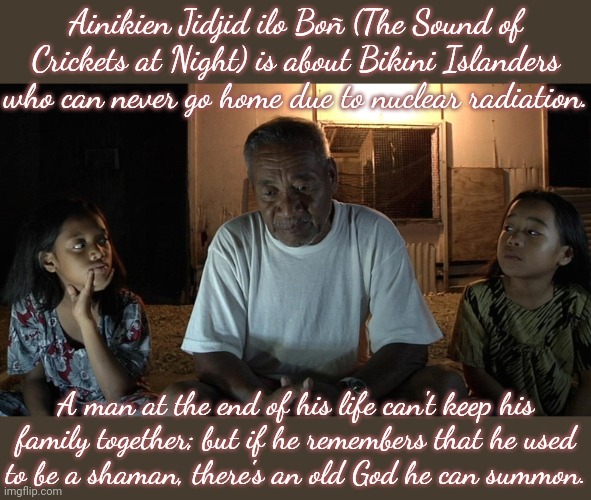 Ainikien Jidjid ilo Boñ (The Sound of
Crickets at Night) is about Bikini Islanders
who can never go home due to nuclear radiation.
A man at the end of his life can't keep his
family together; but if he remembers that he used
to be a shaman, there's an old God he can summon.
imgflip.com